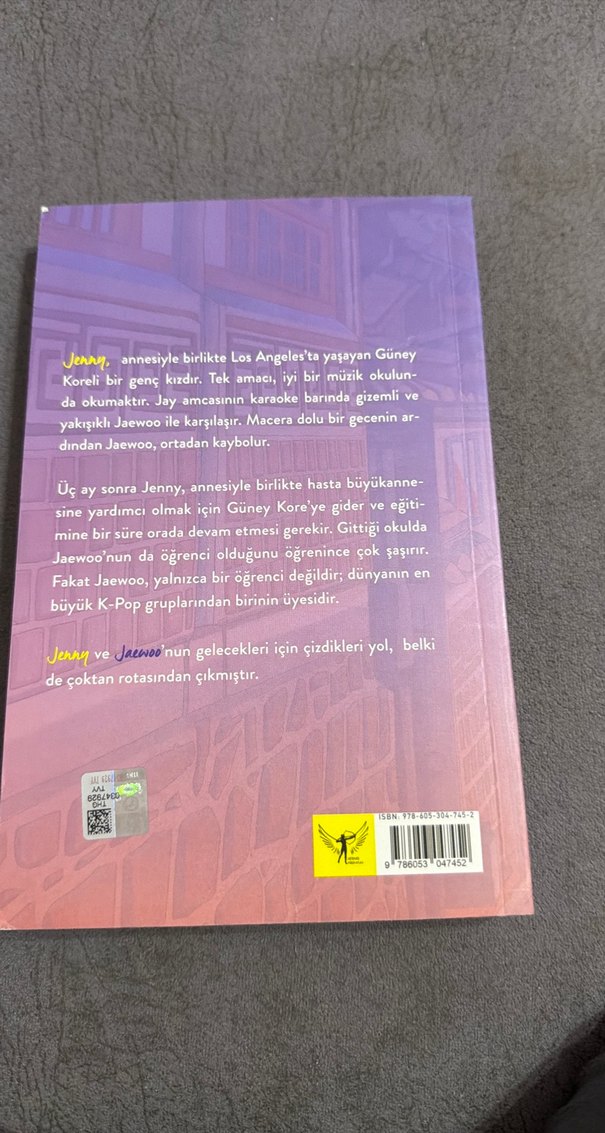 Jenny, annesiyle birlikte Los Angeles'ta yaşayan Güney
Koreli bir genç kızdır. Tek amacı, iyi bir müzik okulun-
da okumaktır. Jay amcasının karaoke barında gizemli ve
yakışıklı Jaewoo ile karşılaşır. Macera dolu bir gecenin ar-
dından Jaewoo, ortadan kaybolur.
Üç ay sonra Jenny, annesiyle birlikte hasta büyükanne-
sine yardımcı olmak için Güney Kore'ye gider ve eğiti-
mine bir süre orada devam etmesi gerekir. Gittiği okulda
Jaewoo'nun da öğrenci olduğunu öğrenince çok şaşırır.
Fakat Jaewoo, yalnızca bir öğrenci değildir; dünyanın en
büyük K-Pop gruplarından birinin üyesidir.
Jenny ve Jaewoo'nun gelecekleri için çizdikleri yol, belki
de çoktan rotasından çıkmıştır.
THG
0347929
TVY
ISBN: 978-605-304-745-2
9 786053 047452